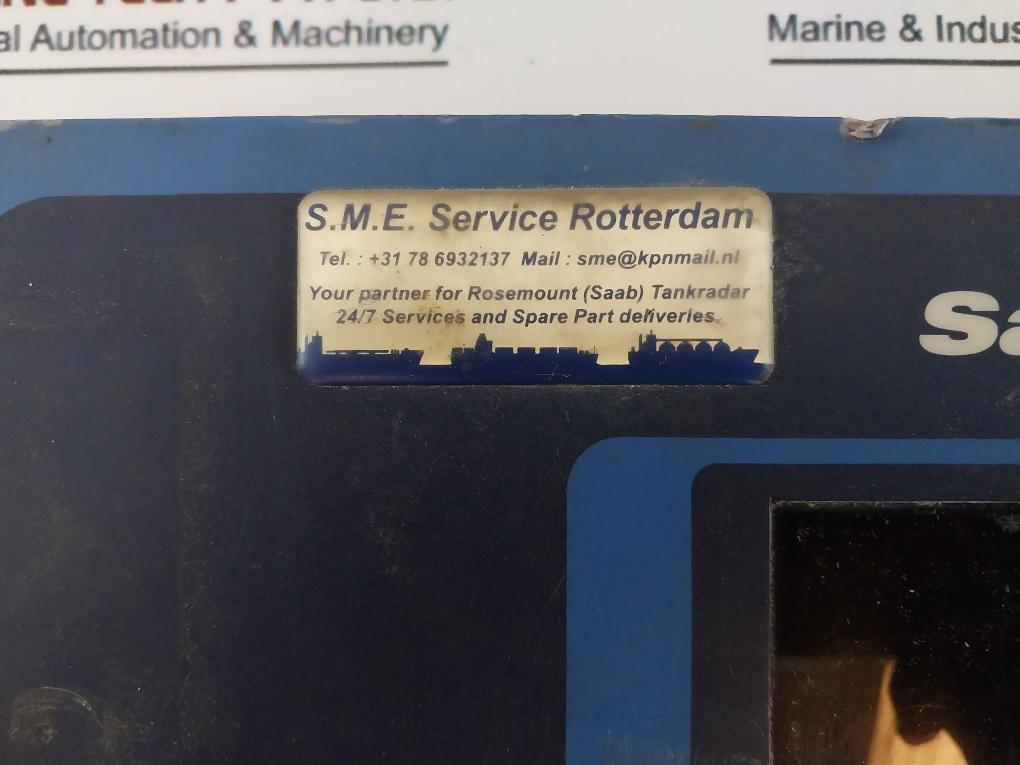 al Automation & Machinery
Marine & Indus
S.M.E. Service Rotterdam
Tel. : +31 78 6932137 Mail : sme@kpnmail.nl
Your partner for Rosemount (Saab) Tankradar
24/7 Services and Spare Part deliveries.
Sa